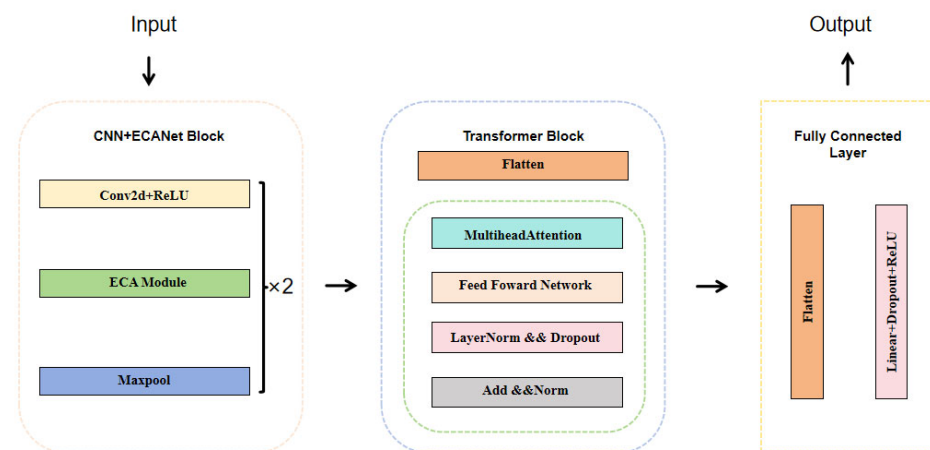 Input
Output
CNN+ECANet Block
Conv2d+ReLU
ECA Module
Maxpool
×2
Transformer Block
Flatten
MultiheadAttention
Feed Foward Network
LayerNorm && Dropout
Add &&Norm
Fully Connected
Layer
Flatten
Linear+Dropout+ReLU